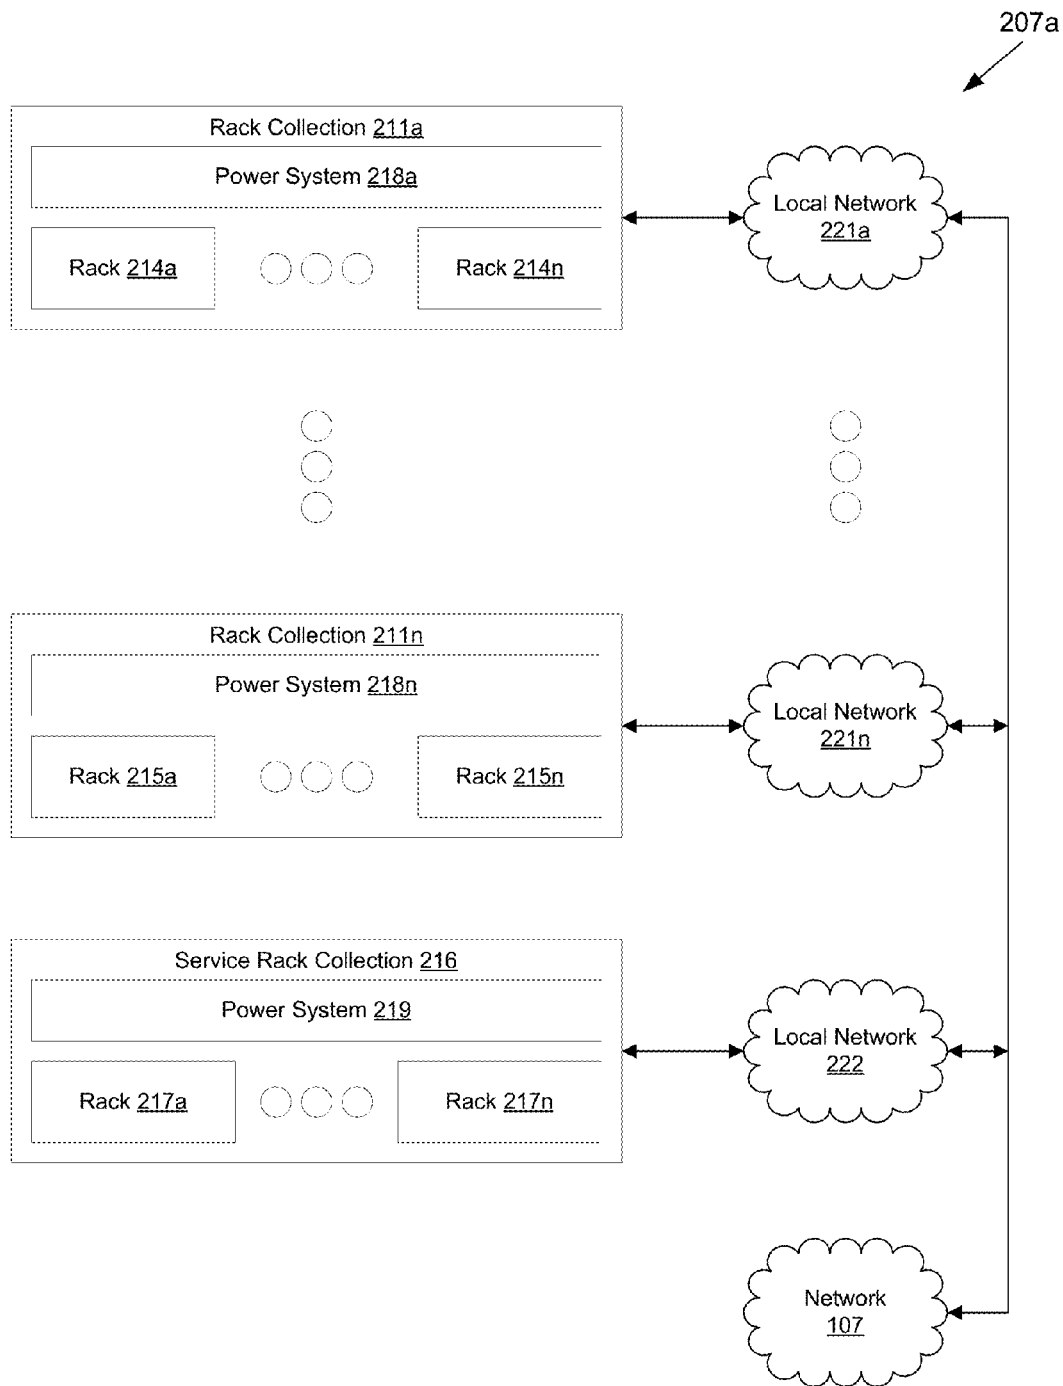 207a
Rack Collection 211a
Power System 218a
Rack 214a
Rack 214n
Local Network
221a
Rack Collection 211n
Power System 218n
Rack 215a
Rack 215n
Local Network
221n
Service Rack Collection 216
Power System 219
Rack 217a
Rack 217n
Local Network
222
Network
107